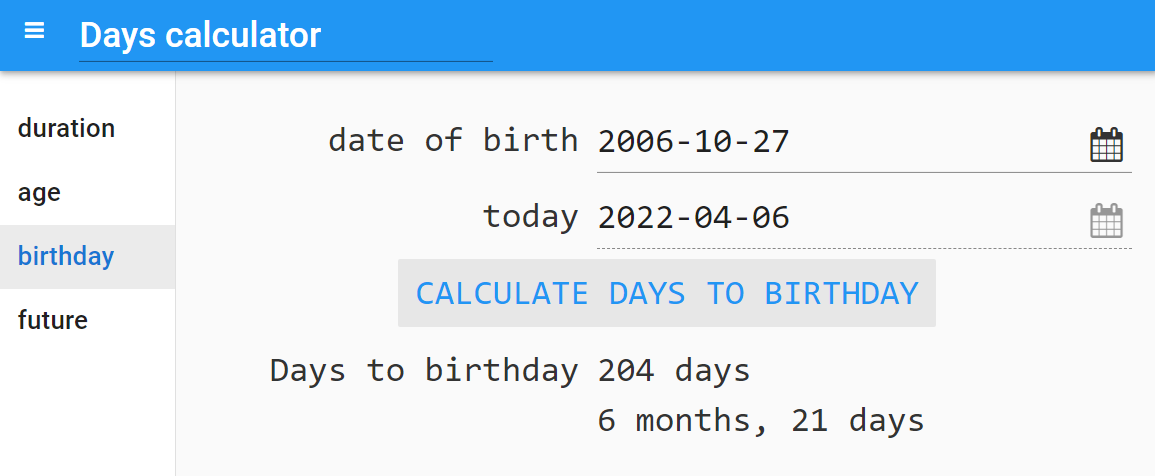 Days calculator
duration
age
birthday
future
date of birth 2006-10-27
today 2022-04-06
CALCULATE DAYS TO BIRTHDAY
Days to birthday 204 days
6 months, 21 days